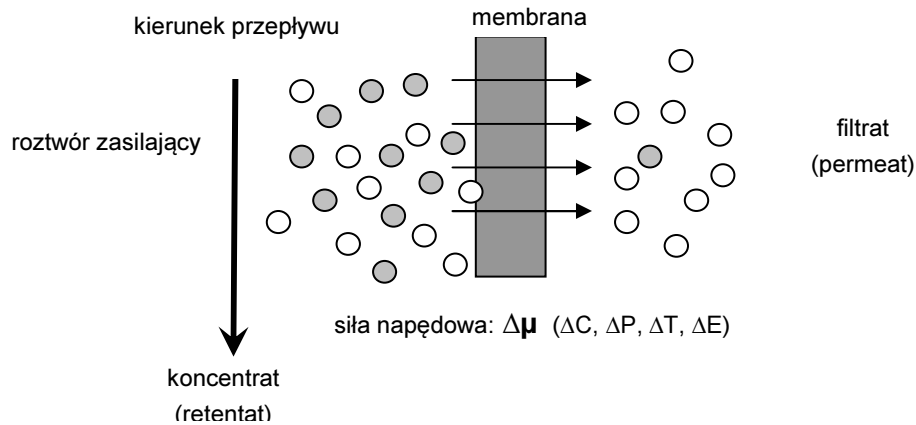 kierunek przepływu
membrana
roztwór zasilający
filtrat
(permeat)
siła napędowa: Δμ (ΔC, ΔP, ΔT, ΔE)
koncentrat
(retentat)